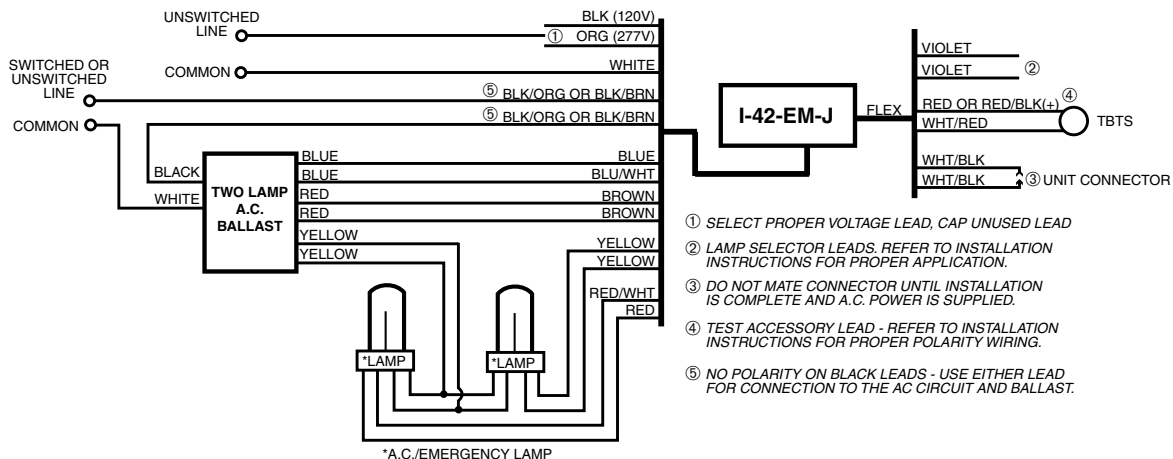 UNSWITCHED
LINE
BLK (120V)
① ORG (277V)
COMMON
WHITE
SWITCHED OR
UNSWITCHED
LINE
⑤ BLK/ORG OR BLK/BRN
COMMON
⑤ BLK/ORG OR BLK/BRN
BLACK
WHITE
TWO LAMP
A.C.
BALLAST
BLUE
BLUE
BLUE
BLU/WHT
RED
BROWN
RED
BROWN
YELLOW
YELLOW
YELLOW
YELLOW
RED/WHT
RED
*LAMP
*LAMP
*A.C./EMERGENCY LAMP
I-42-EM-J
FLEX
VIOLET
VIOLET ②
RED OR RED/BLK(+) ④
WHT/RED
TBTS
WHT/BLK
WHT/BLK
③ UNIT CONNECTOR
① SELECT PROPER VOLTAGE LEAD, CAP UNUSED LEAD
② LAMP SELECTOR LEADS. REFER TO INSTALLATION
INSTRUCTIONS FOR PROPER APPLICATION.
③ DO NOT MATE CONNECTOR UNTIL INSTALLATION
IS COMPLETE AND A.C. POWER IS SUPPLIED.
④ TEST ACCESSORY LEAD - REFER TO INSTALLATION
INSTRUCTIONS FOR PROPER POLARITY WIRING.
⑤ NO POLARITY ON BLACK LEADS - USE EITHER LEAD
FOR CONNECTION TO THE AC CIRCUIT AND BALLAST.